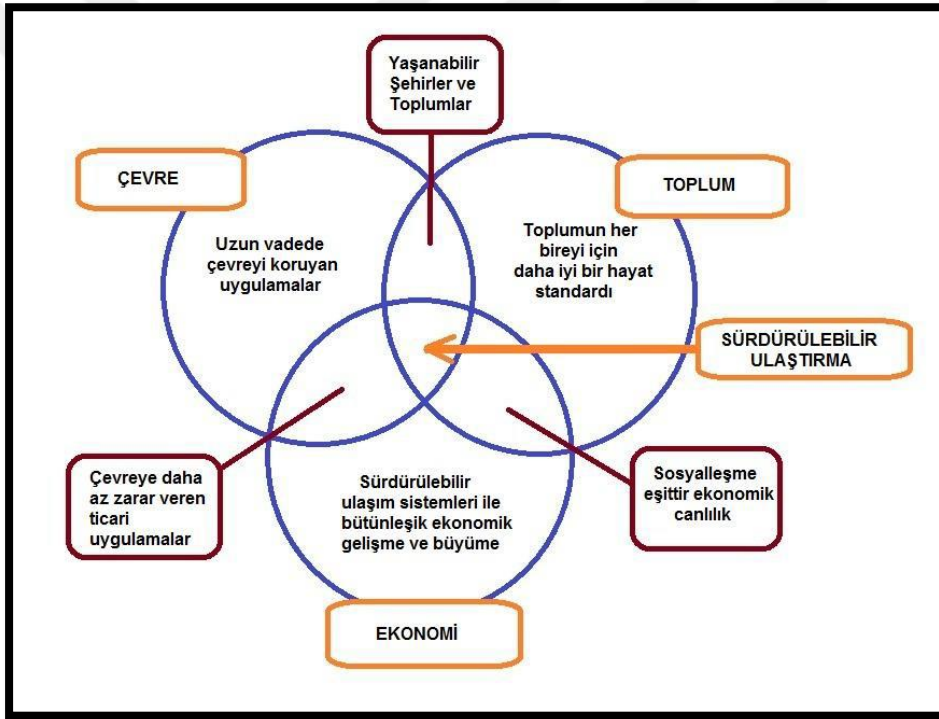 Yaşanabilir
Şehirler ve
Toplumlar
ÇEVRE
TOPLUM
Uzun vadede
çevreyi koruyan
uygulamalar
Toplumun her
bireyi için
daha iyi bir hayat
standardı
SÜRDÜRÜLEBİLİR
ULAŞTIRMA
Çevreye daha
az zarar veren
ticari
uygulamalar
Sürdürülebilir
ulaşım sistemleri ile
bütünleşik ekonomik
gelişme ve büyüme
Sosyalleşme
eşittir ekonomik
canlılık
EKONOMİ